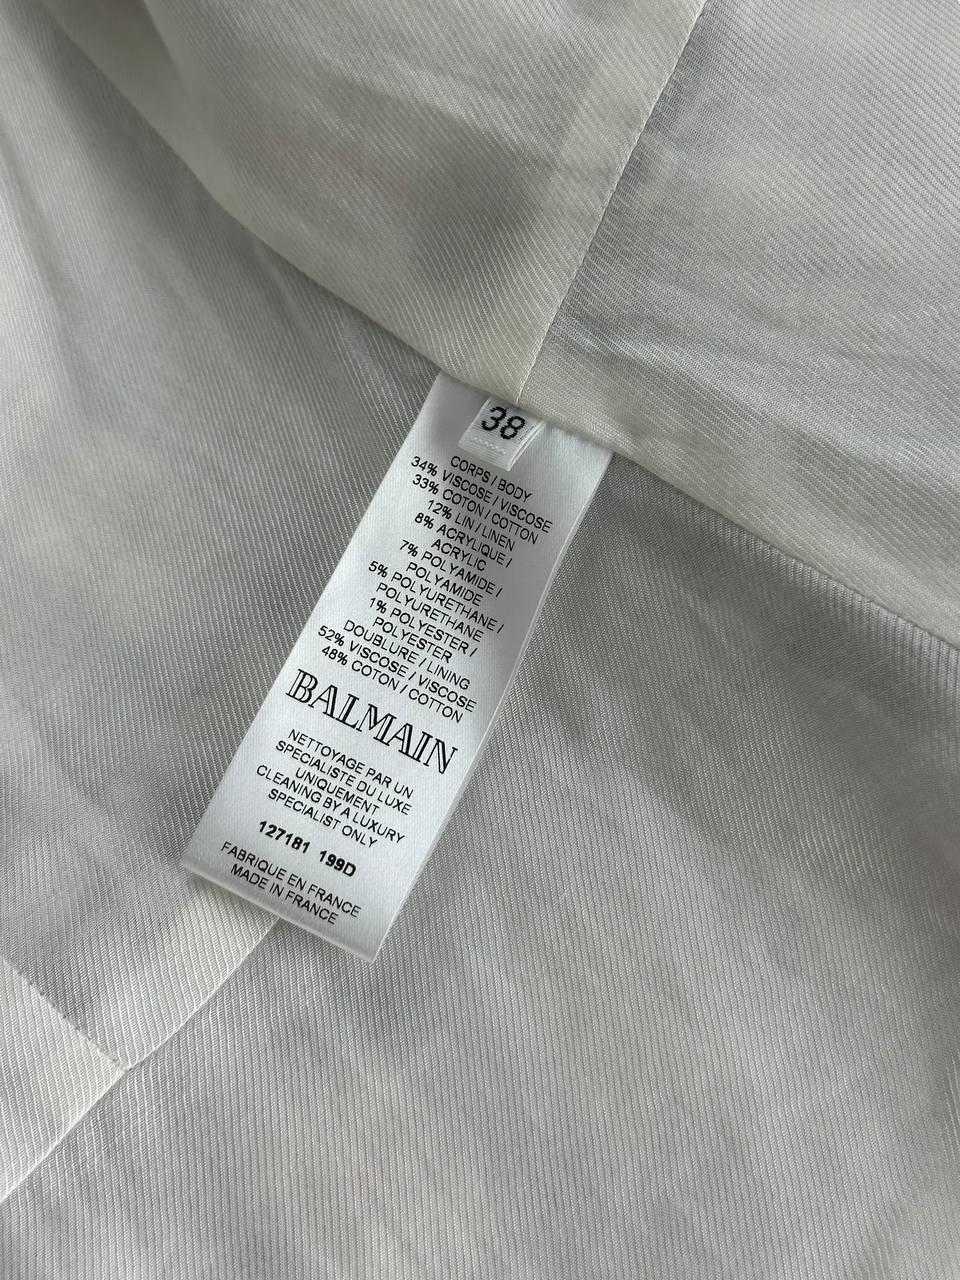 38
CORPS / BODY
34% VISCOSE / VISCOSE
33% COTON / COTTON
12% LIN / LINEN
8% ACRYLIQUE /
ACRYLIC
7% POLYAMIDE /
POLYAMIDE
5% POLYURETHANE /
POLYURETHANE
1% POLYESTER /
POLYESTER
DOUBLURE / LINING
52% VISCOSE / VISCOSE
48% COTON / COTTON
BALMAIN
NETTOYAGE PAR UN
SPECIALISTE DU LUXE
UNIQUEMENT
CLEANING BY A LUXURY
SPECIALIST ONLY
127181 199D
FABRIQUE EN FRANCE
MADE IN FRANCE